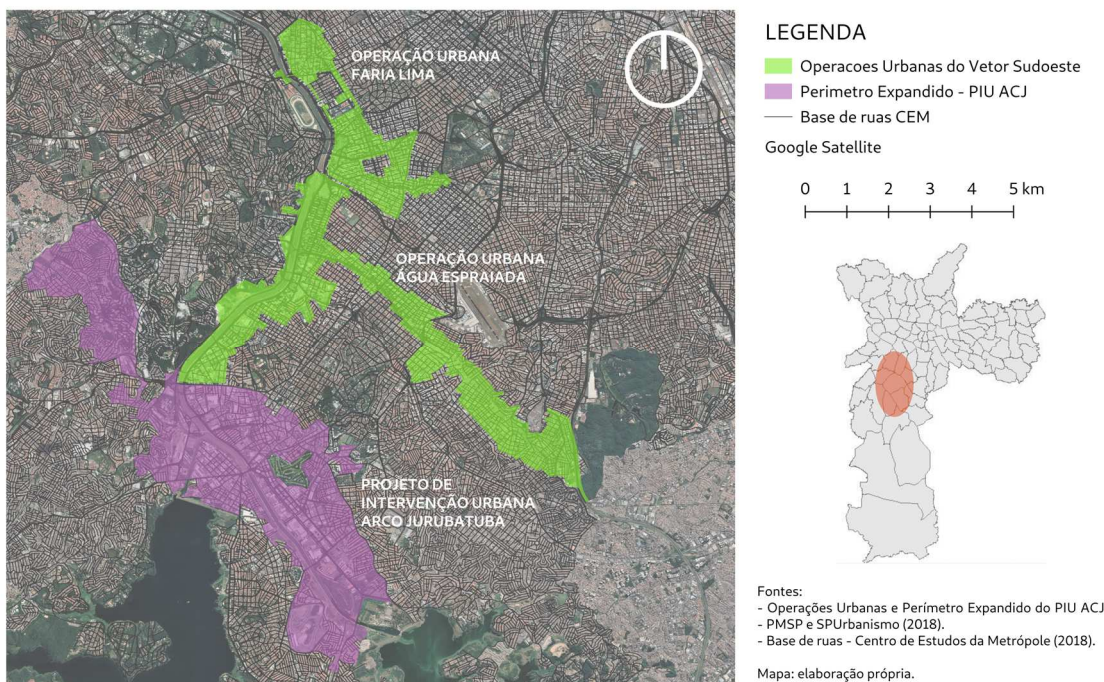 OPERAÇÃO URBANA
FARIA LIMA
OPERAÇÃO URBANA
ÁGUA ESPRAIADA
PROJETO DE
INTERVENÇÃO URBANA
ARCO JURUBATUBA
LEGENDA
Operacoes Urbanas do Vetor Sudoeste
Perimetro Expandido - PIU ACJ
Base de ruas CEM
Google Satellite
0 1 2 3 4 5 km
Fontes:
- Operações Urbanas e Perímetro Expandido do PIU ACJ
- PMSP e SPUrbanismo (2018).
- Base de ruas - Centro de Estudos da Metrópole (2018).
Mapa: elaboração própria.